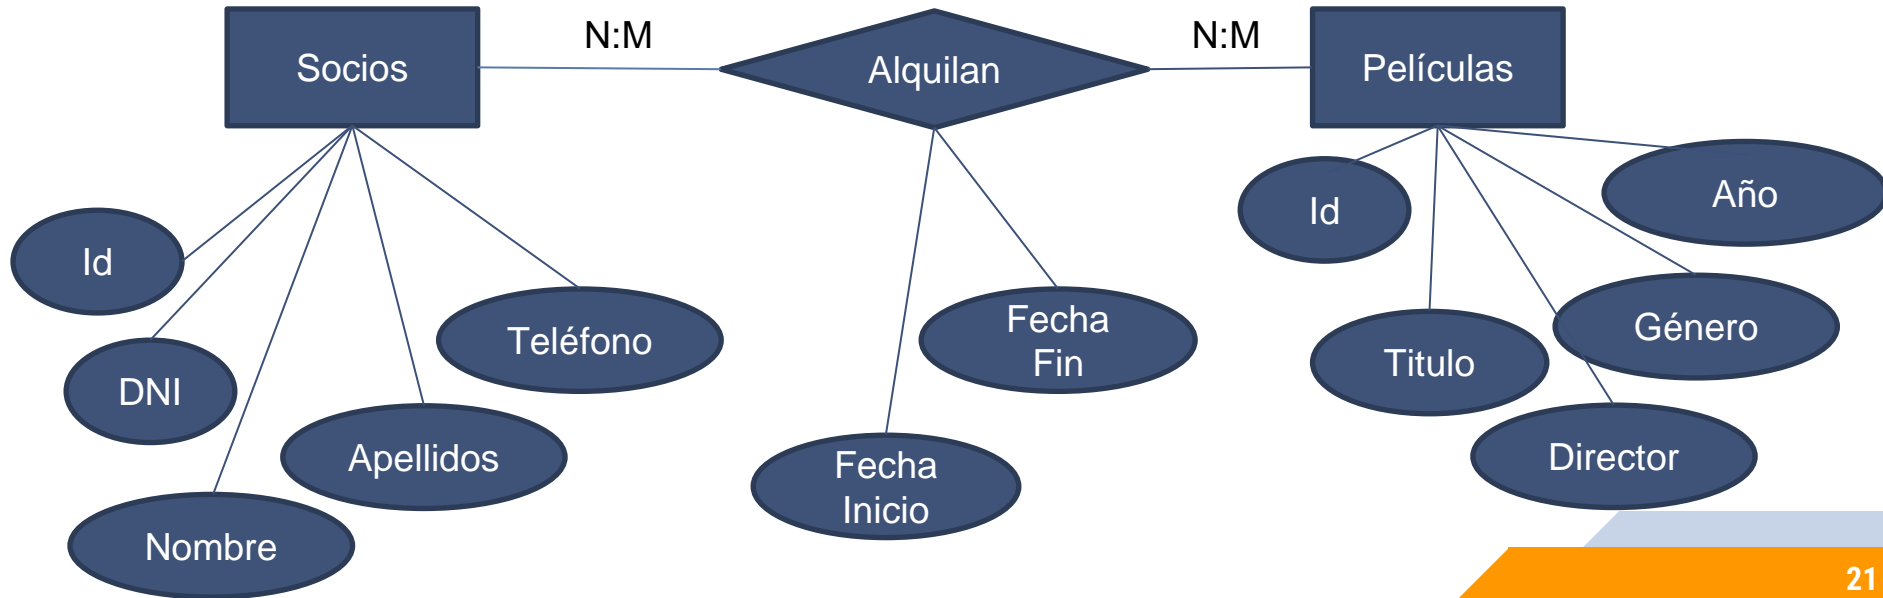 Socios
N:M
Alquilan
N:M
Películas
Id
DNI
Nombre
Apellidos
Teléfono
Fecha
Inicio
Fecha
Fin
Id
Titulo
Director
Género
Año
21